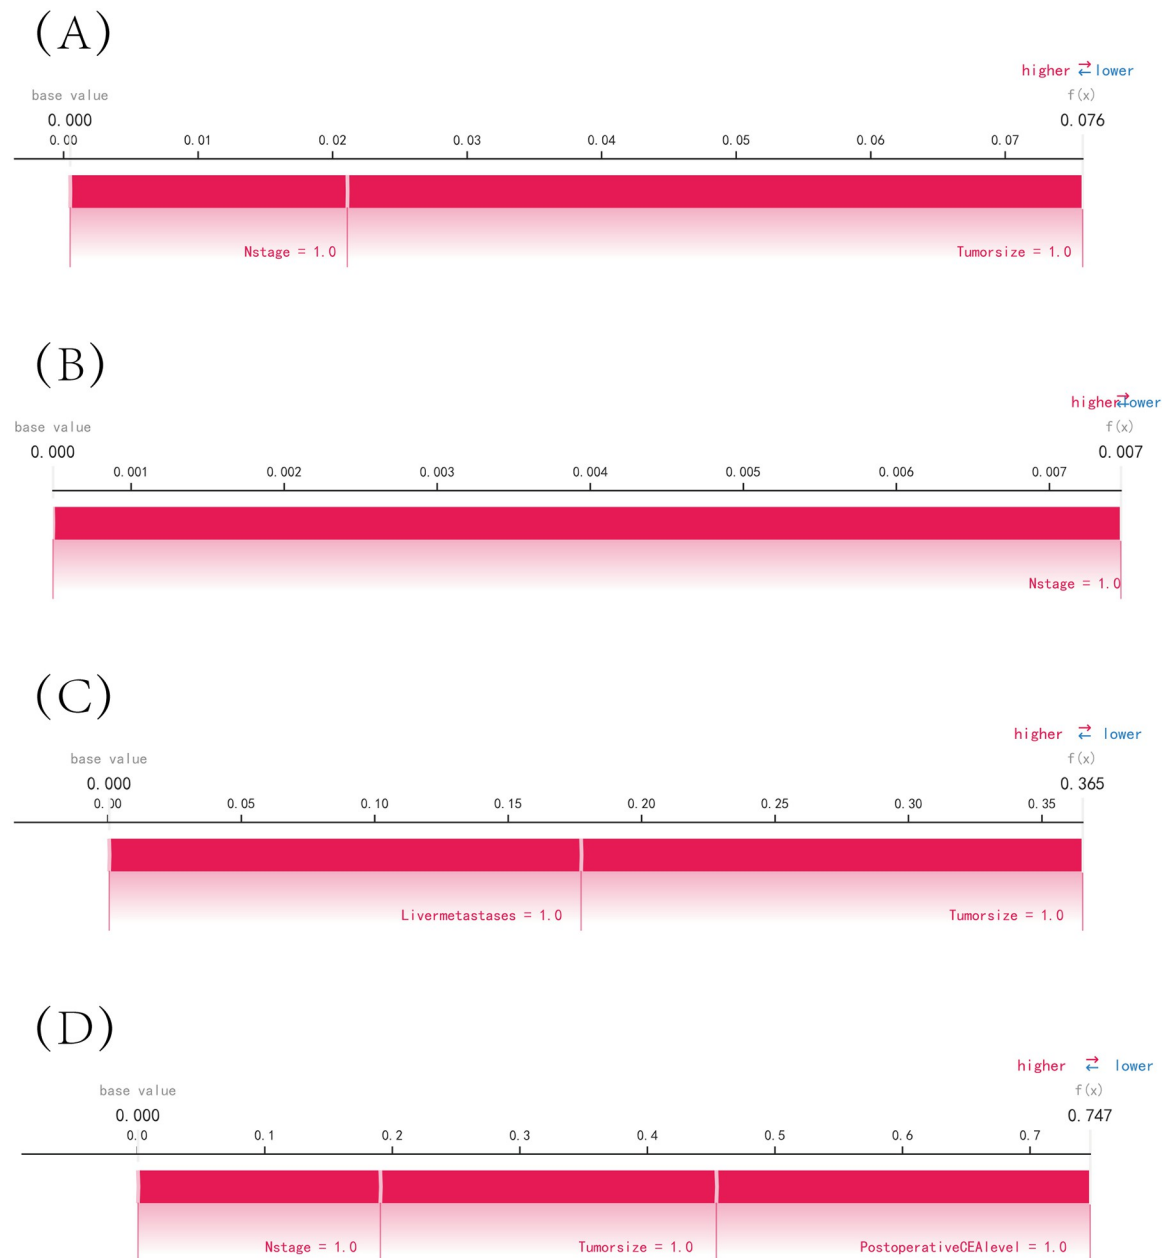 (A)
higher ⇄ lower
base value f(x)
0.000 0.076
0.00 0.01 0.02 0.03 0.04 0.05 0.06 0.07
Nstage = 1.0 Tumorsize = 1.0
(B)
higher ⇄ lower
base value f(x)
0.000 0.007
0.001 0.002 0.003 0.004 0.005 0.006 0.007
Nstage = 1.0
(C)
higher ⇄ lower
base value f(x)
0.000 0.365
0.00 0.05 0.10 0.15 0.20 0.25 0.30 0.35
Livermetastases = 1.0 Tumorsize = 1.0
(D)
higher ⇄ lower
base value f(x)
0.000 0.747
0.0 0.1 0.2 0.3 0.4 0.5 0.6 0.7
Nstage = 1.0 Tumorsize = 1.0 PostoperativeCEAlevel = 1.0